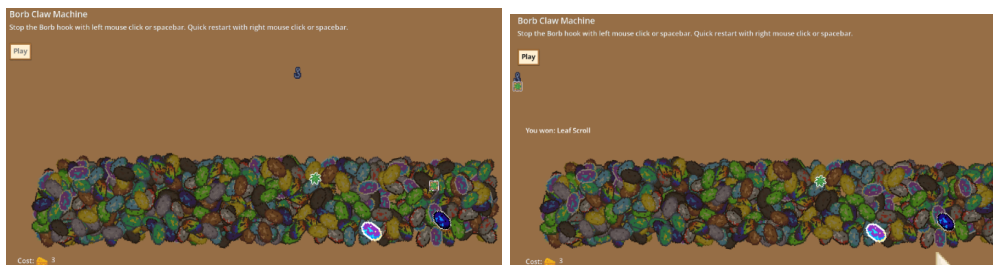 Borb Claw Machine
Stop the Borb hook with left mouse click or spacebar. Quick restart with right mouse click or spacebar.
Play
Cost: 3
Borb Claw Machine
Stop the Borb hook with left mouse click or spacebar. Quick restart with right mouse click or spacebar.
Play
You won: Leaf Scroll
Cost: 3